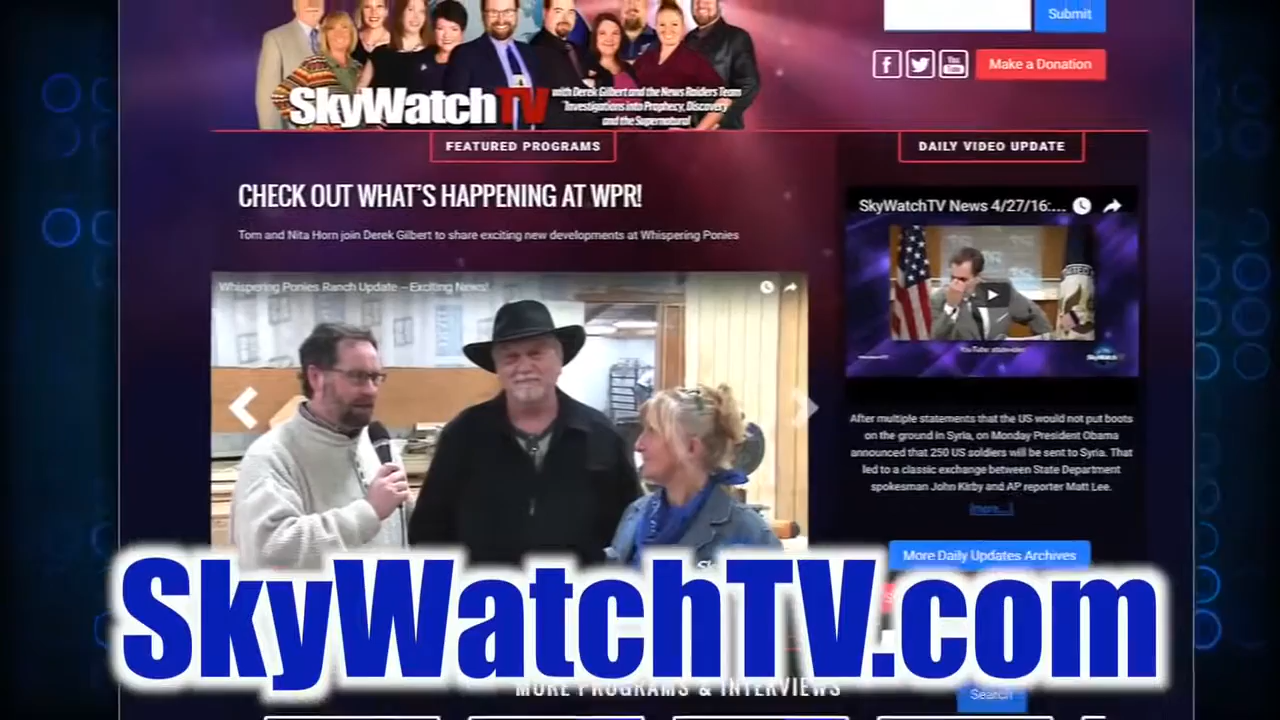 Submit
f
You
Tube
Make a Donation
SkyWatchTV
with Derek Gilbert and the News Raiders Team
"Investigations into Prophecy, Discovery
and the Supernatural
FEATURED PROGRAMS
DAILY VIDEO UPDATE
CHECK OUT WHAT'S HAPPENING AT WPR!
Tom and Nita Horn join Derek Gilbert to share exciting new developments at Whispering Ponies
SkyWatchTV News 4/27/16:...
Whispering Ponies Ranch Update – Exciting News!
SkyWatchTV
After multiple statements that the US would not put boots
on the ground in Syria, on Monday President Obama
announced that 250 US soldiers will be sent to Syria. That
led to a classic exchange between State Department
spokesman John Kirby and AP reporter Matt Lee.
[more...]
More Daily Updates Archives
SkyWatchTV.com
MORE PROGRAMS & INTERVIEWS
Search